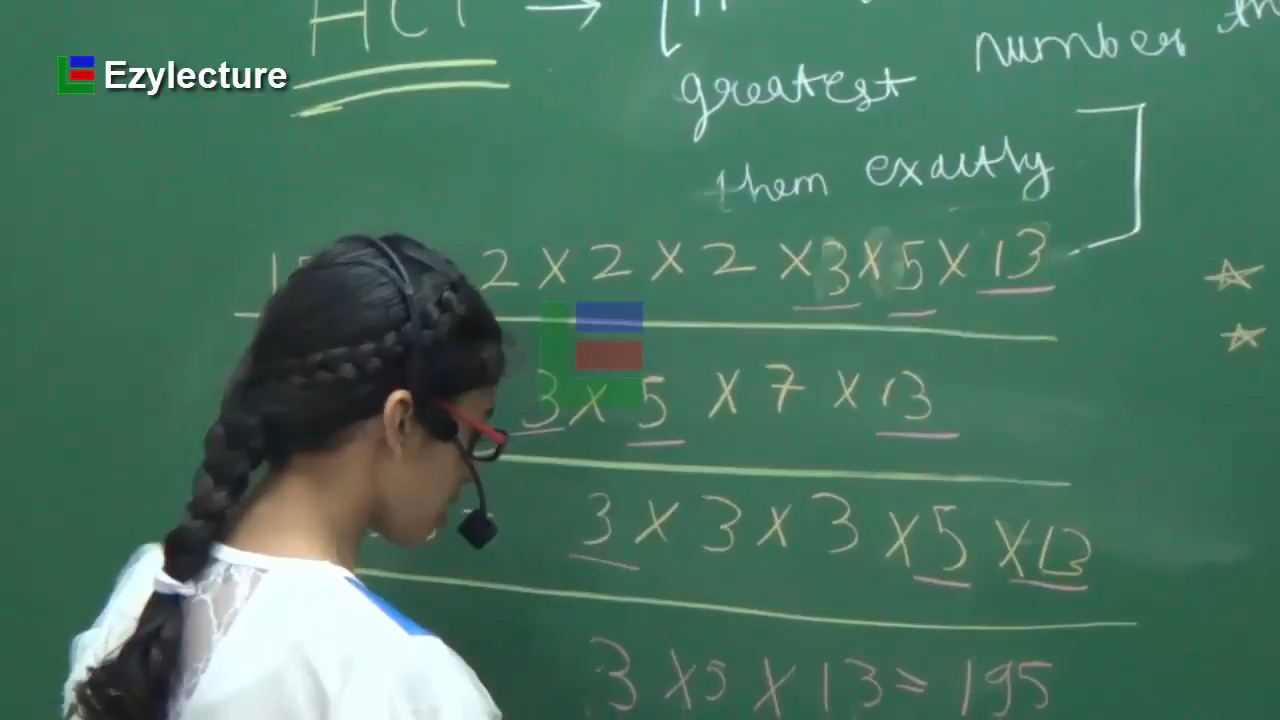 HCF →
Ezylecture
number
greatest
them exactly
2 × 2 × 2 × 3 × 5 × 13
3 × 5 × 7 × 13
3 × 3 × 3 × 5 × 13
3 × 5 × 13 = 195